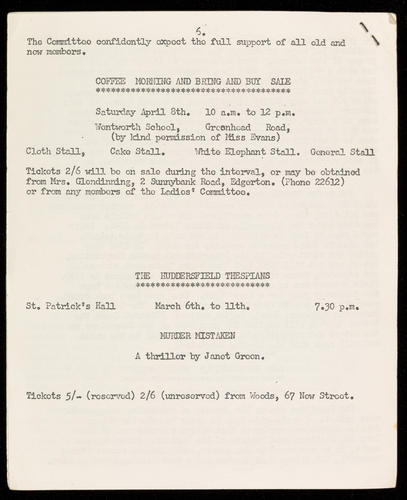 6.
The Committee confidently expect the full support of all old and
new members.
COFFEE MORNING AND BRING AND BUY SALE
****************************************
Saturday April 8th. 10 a.m. to 12 p.m.
Wentworth School, Greenhead Road,
(by kind permission of Miss Evans)
Cloth Stall, Cake Stall. White Elephant Stall. General Stall
Tickets 2/6 will be on sale during the interval, or may be obtained
from Mrs. Glendinning, 2 Sunnybank Road, Edgerton. (Phone 22612)
or from any members of the Ladies' Committee.
THE HUDDERSFIELD THESPIANS
***************************
St. Patrick's Hall March 6th. to 11th. 7.30 p.m.
MURDER MISTAKEN
A thriller by Janet Green.
Tickets 5/- (reserved) 2/6 (unreserved) from Woods, 67 New Street.